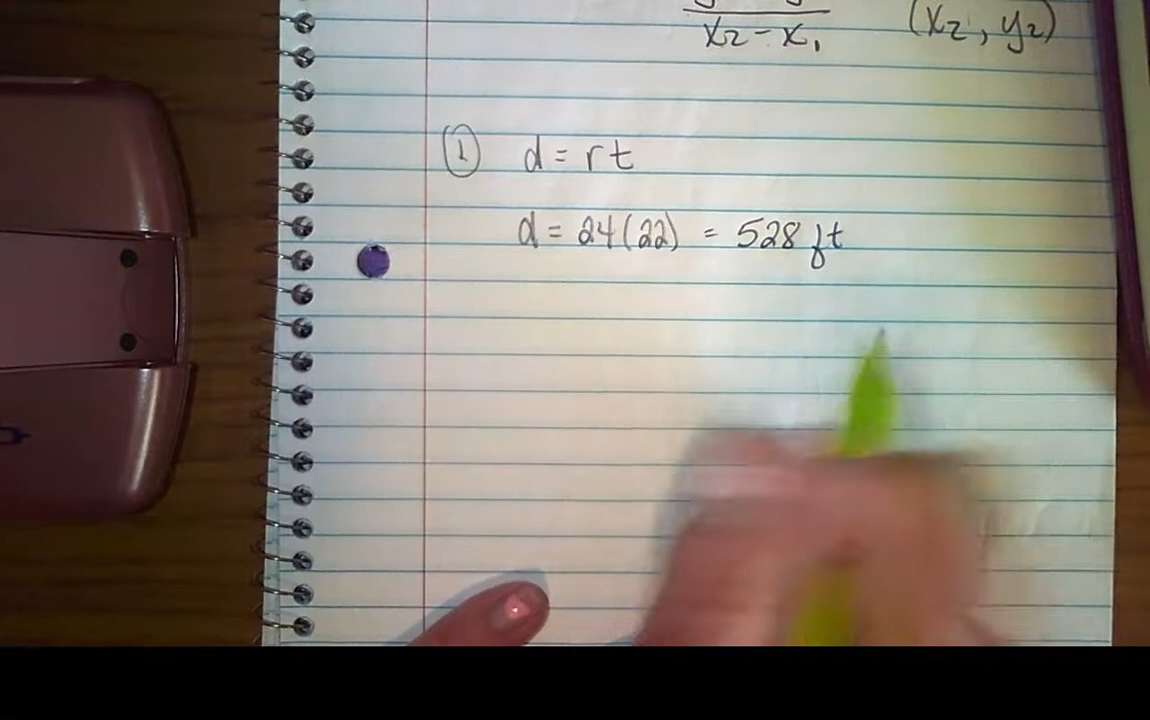 x₂ - x₁ (x₂, y₂)
① d = rt
d = 24(22) = 528 ft